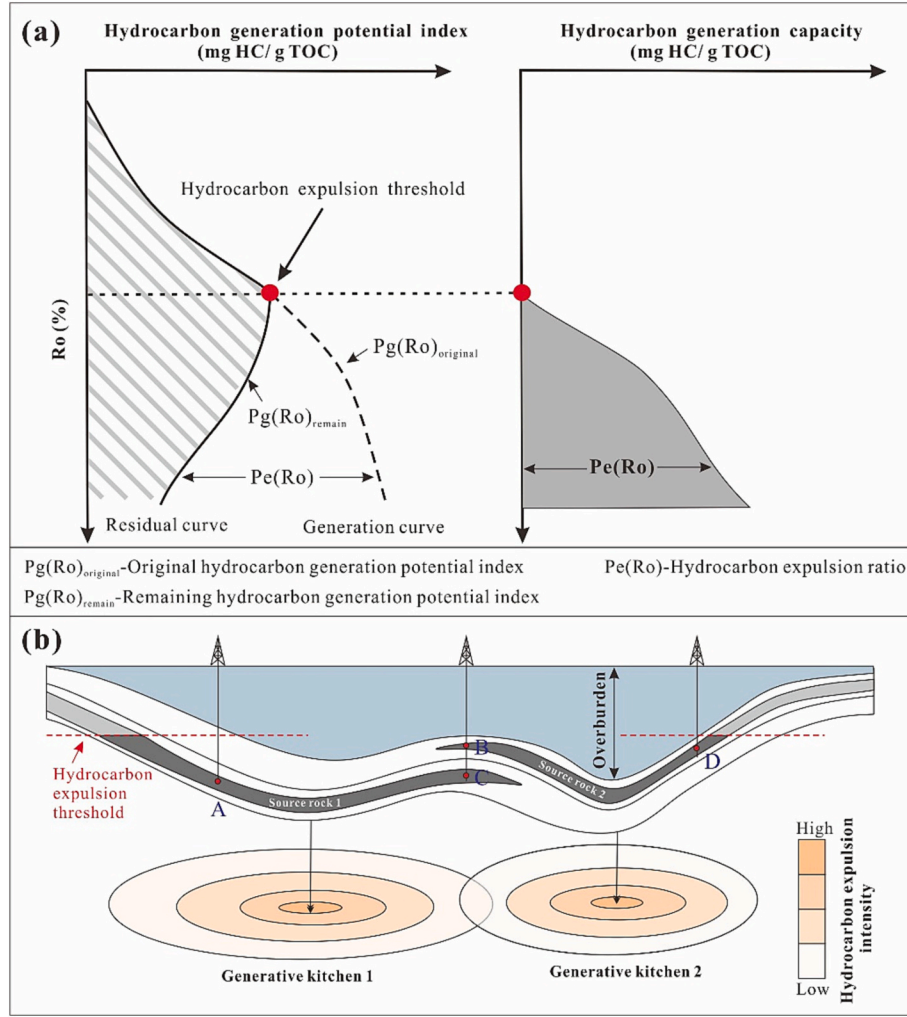 (a)
Hydrocarbon generation potential index
(mg HC/ g TOC)
Hydrocarbon generation capacity
(mg HC/ g TOC)
Hydrocarbon expulsion
threshold
Ro (%)
Pg(Ro)original
Pg(Ro)remain
Pe(Ro)
Pe(Ro)
Residual curve
Generation curve
Pg(Ro)original-Original hydrocarbon generation potential index
Pe(Ro)-Hydrocarbon expulsion ratio
Pg(Ro)remain-Remaining hydrocarbon generation potential index
(b)
Overburden
Hydrocarbon
expulsion
threshold
A
B
C
D
Source rock 1
Source rock 2
High
Low
Hydrocarbon expulsion
intensity
Generative kitchen 1
Generative kitchen 2